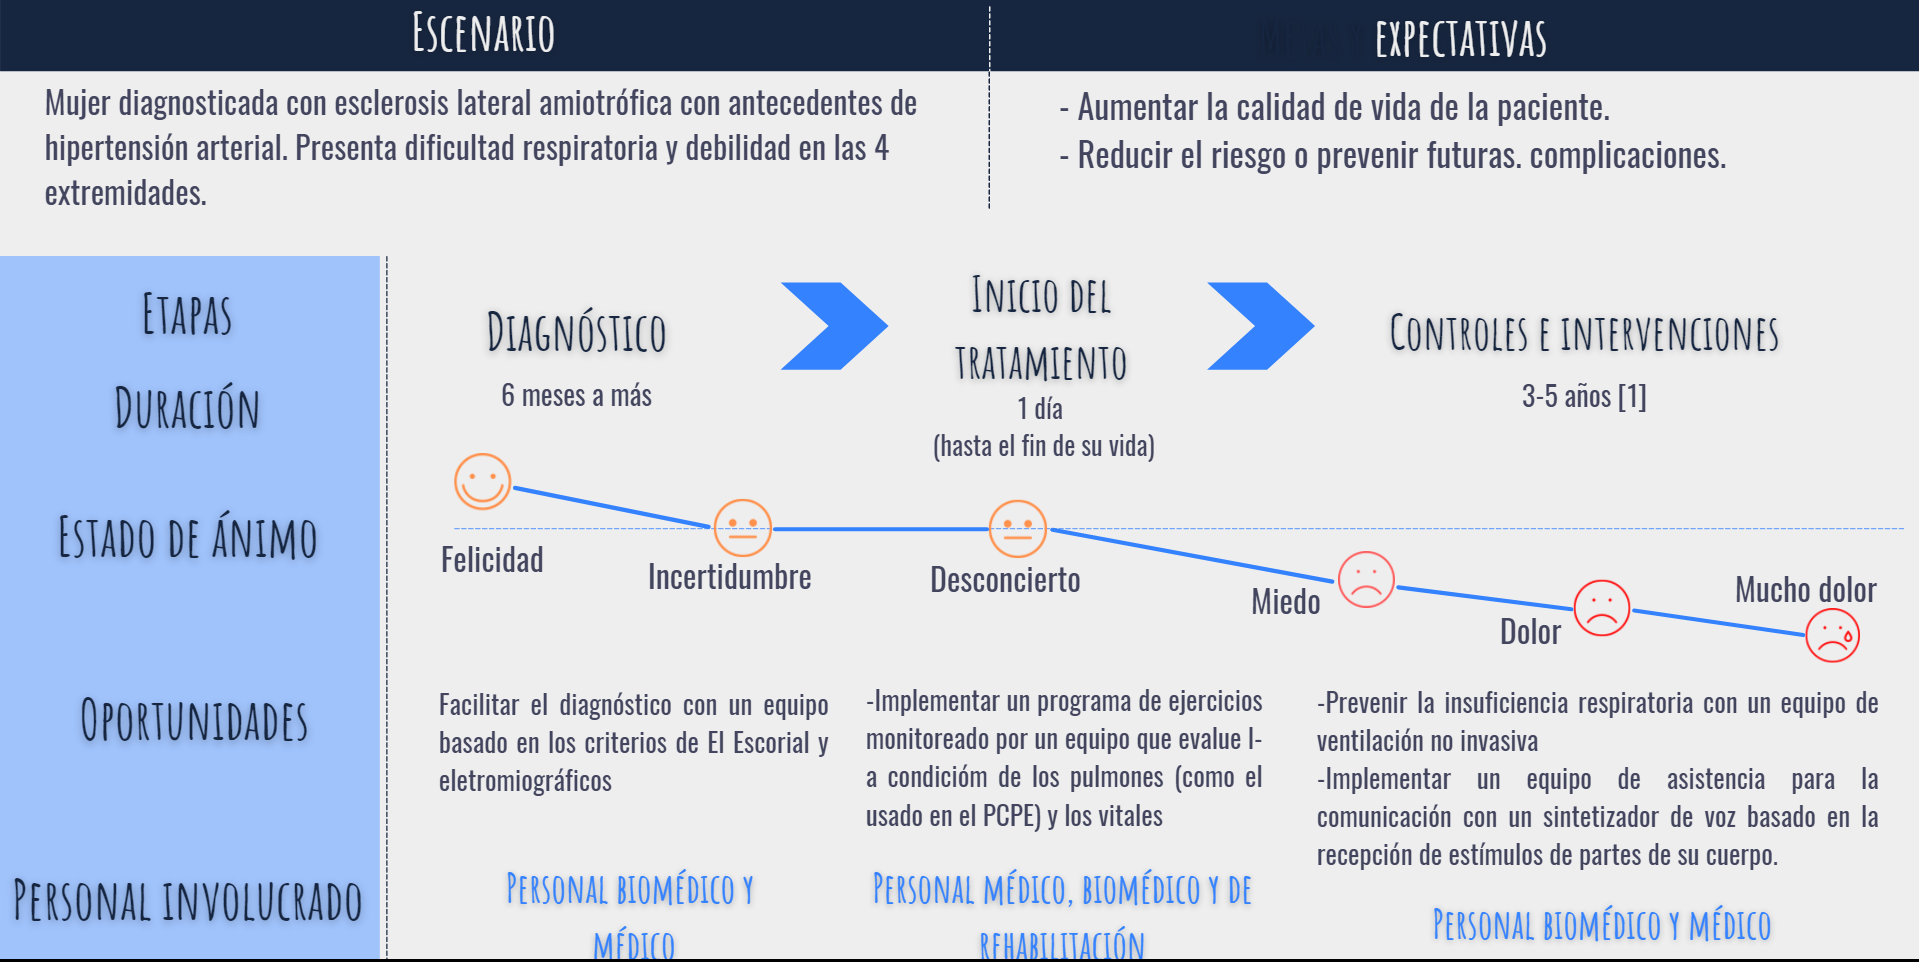 Escenario
expectativas
Mujer diagnosticada con esclerosis lateral amiotrófica con antecedentes de
hipertensión arterial. Presenta dificultad respiratoria y debilidad en las 4
extremidades.
- Aumentar la calidad de vida de la paciente.
- Reducir el riesgo o prevenir futuras. complicaciones.
Etapas
Diagnóstico
Inicio del
tratamiento
Controles e intervenciones
Duración
6 meses a más
1 día
(hasta el fin de su vida)
3-5 años [1]
Estado de ánimo
Felicidad
Incertidumbre
Desconcierto
Miedo
Dolor
Mucho dolor
Oportunidades
Facilitar el diagnóstico con un equipo
basado en los criterios de El Escorial y
eletromiográficos
-Implementar un programa de ejercicios
monitoreado por un equipo que evalue l-
a condicióm de los pulmones (como el
usado en el PCPE) y los vitales
-Prevenir la insuficiencia respiratoria con un equipo de
ventilación no invasiva
-Implementar un equipo de asistencia para la
comunicación con un sintetizador de voz basado en la
recepción de estímulos de partes de su cuerpo.
Personal involucrado
Personal biomédico y
médico
Personal médico, biomédico y de
rehabilitación
Personal biomédico y médico